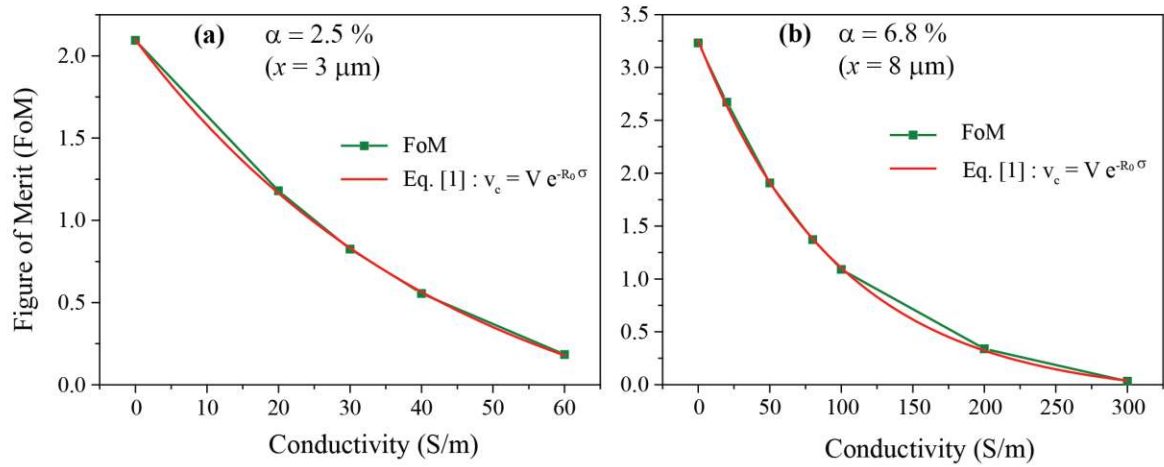 (a) α = 2.5 %
(x = 3 μm)
FoM
Eq. [1] : v_c = V e^{-R₀ σ}
Figure of Merit (FoM)
2.0
1.5
1.0
0.5
0.0
0 10 20 30 40 50 60
Conductivity (S/m)
(b) α = 6.8 %
(x = 8 μm)
FoM
Eq. [1] : v_c = V e^{-R₀ σ}
3.5
3.0
2.5
2.0
1.5
1.0
0.5
0.0
0 50 100 150 200 250 300
Conductivity (S/m)